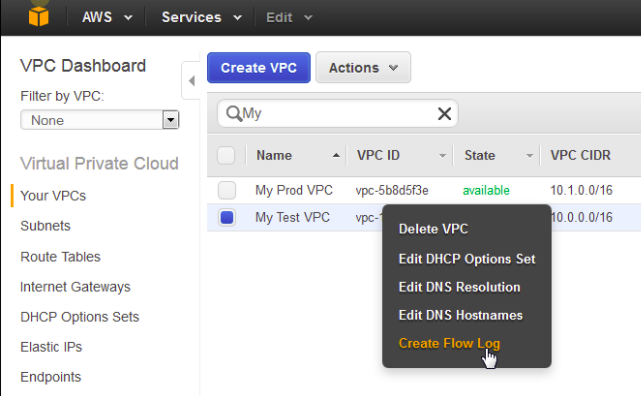 AWS Services Edit
VPC Dashboard
Filter by VPC:
None
Virtual Private Cloud
Your VPCs
Subnets
Route Tables
Internet Gateways
DHCP Options Sets
Elastic IPs
Endpoints
Create VPC Actions
My
Name VPC ID State VPC CIDR
My Prod VPC vpc-5b8d5f3e available 10.1.0.0/16
My Test VPC vpc- 10.0.0.0/16
Delete VPC
Edit DHCP Options Set
Edit DNS Resolution
Edit DNS Hostnames
Create Flow Log